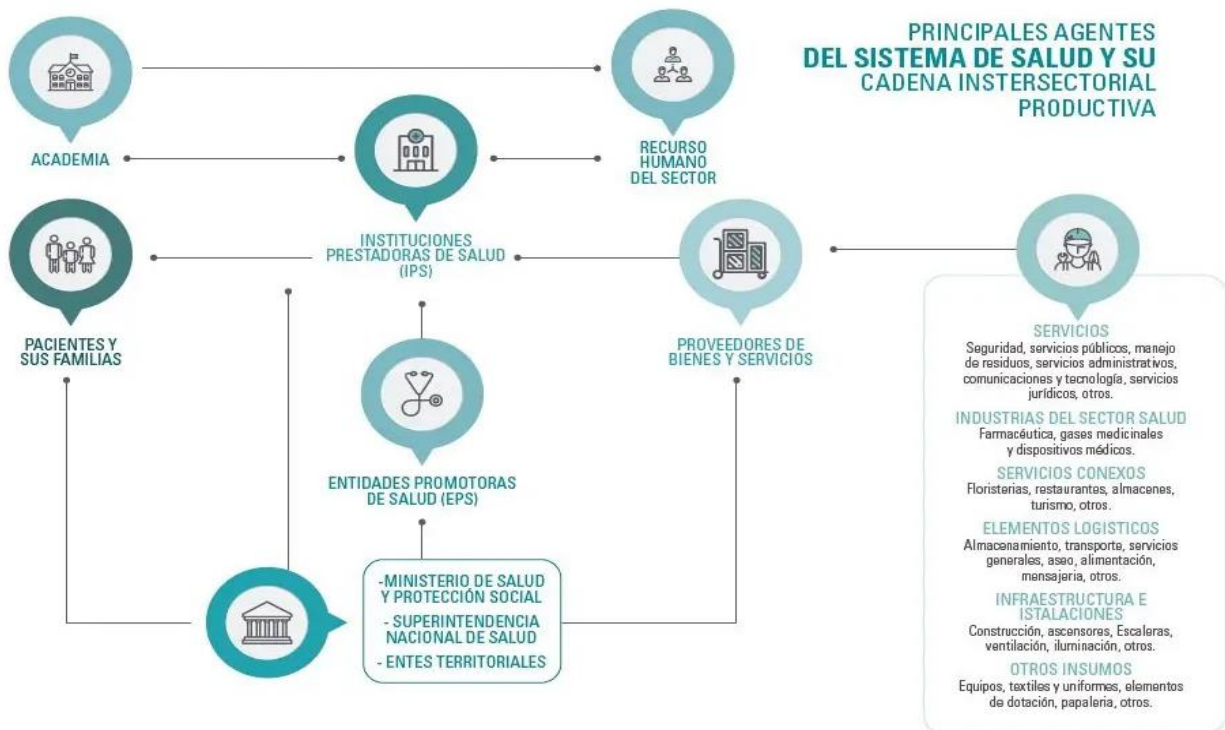 PRINCIPALES AGENTES
DEL SISTEMA DE SALUD Y SU
CADENA INSTERSECTORIAL
PRODUCTIVA
ACADEMIA
RECURSO
HUMANO
DEL SECTOR
INSTITUCIONES
PRESTADORAS DE SALUD
(IPS)
PACIENTES Y
SUS FAMILIAS
PROVEEDORES DE
BIENES Y SERVICIOS
ENTIDADES PROMOTORAS
DE SALUD (EPS)
-MINISTERIO DE SALUD
Y PROTECCIÓN SOCIAL
- SUPERINTENDENCIA
NACIONAL DE SALUD
- ENTES TERRITORIALES
SERVICIOS
Seguridad, servicios públicos, manejo
de residuos, servicios administrativos,
comunicaciones y tecnología, servicios
jurídicos, otros.
INDUSTRIAS DEL SECTOR SALUD
Farmacéutica, gases medicinales
y dispositivos médicos.
SERVICIOS CONEXOS
Floristerias, restaurantes, almacenes,
turismo, otros.
ELEMENTOS LOGISTICOS
Almacenamiento, transporte, servicios
generales, aseo, alimentación,
mensajeria, otros.
INFRAESTRUCTURA E
ISTALACIONES
Construcción, ascensores, Escaleras,
ventilación, iluminación, otros.
OTROS INSUMOS
Equipos, textiles y uniformes, elementos
de dotación, papaleria, otros.